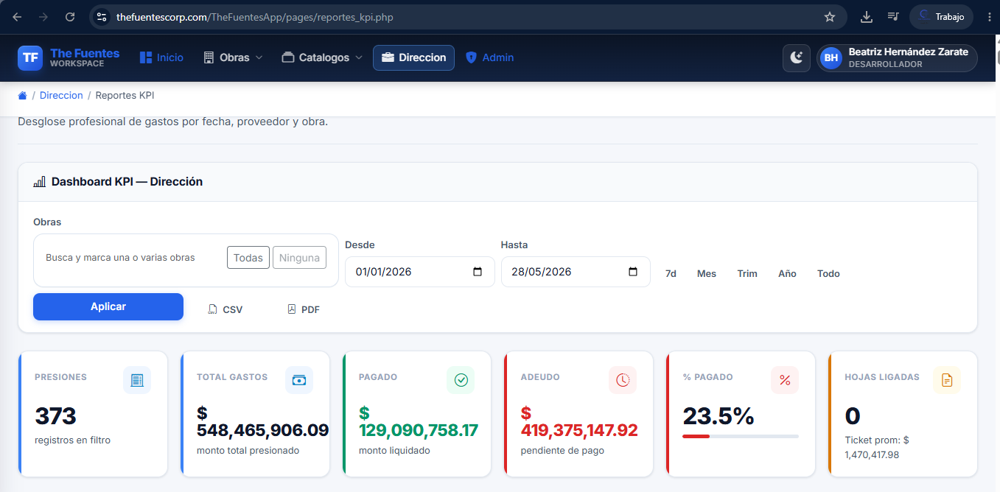 thefuentescorp.com/TheFuentesApp/pages/reportes_kpi.php
Trabajo
TF
The Fuentes
WORKSPACE
Inicio
Obras
Catalogos
Direccion
Admin
BH
Beatriz Hernández Zarate
DESARROLLADOR
/ Direccion / Reportes KPI
Desglose profesional de gastos por fecha, proveedor y obra.
Dashboard KPI — Dirección
Obras
Busca y marca una o varias obras
Todas
Ninguna
Desde
01/01/2026
Hasta
28/05/2026
7d
Mes
Trim
Año
Todo
Aplicar
CSV
PDF
PRESIONES
373
registros en filtro
TOTAL GASTOS
$
548,465,906.09
monto total presionado
PAGADO
$
129,090,758.17
monto liquidado
ADEUDO
$
419,375,147.92
pendiente de pago
% PAGADO
23.5%
HOJAS LIGADAS
0
Ticket prom: $
1,470,417.98